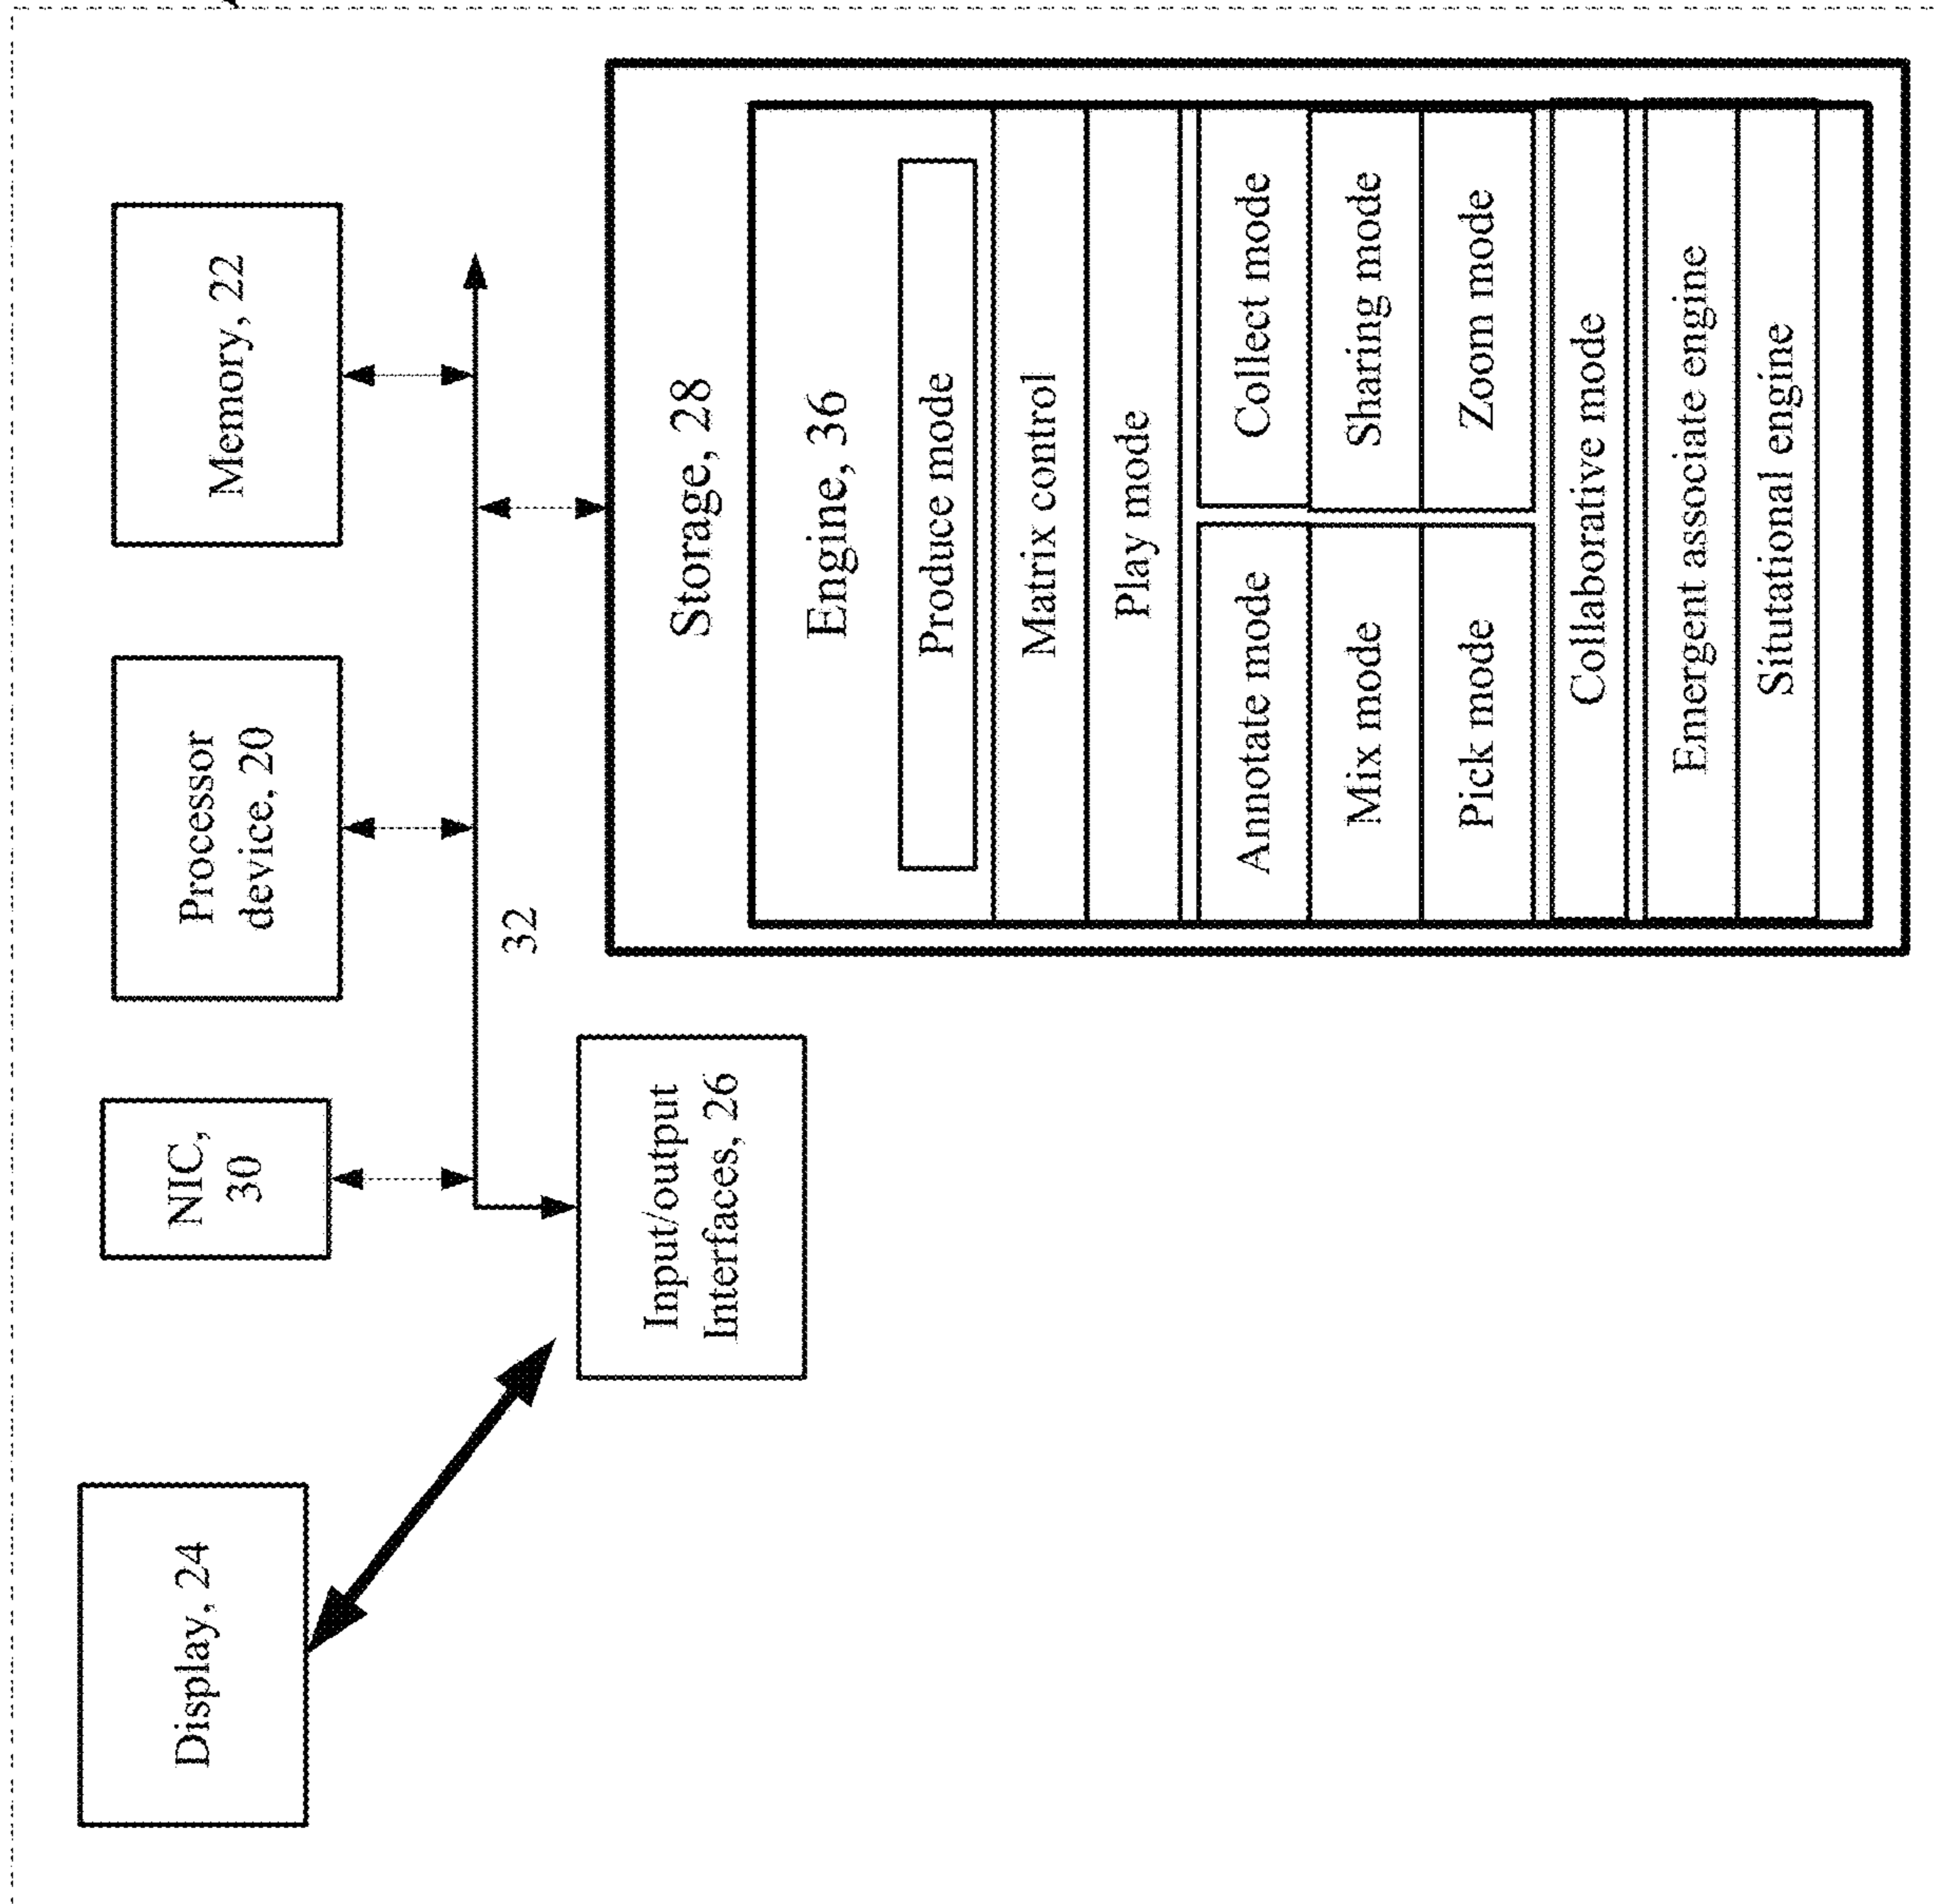 Display, 24
NIC,
30
Processor
device, 20
Memory, 22
32
Input/output
Interfaces, 26
Storage, 28
Engine, 36
Produce mode
Matrix control
Play mode
Annotate mode
Collect mode
Mix mode
Sharing mode
Pick mode
Zoom mode
Collaborative mode
Emergent associate engine
Situtational engine